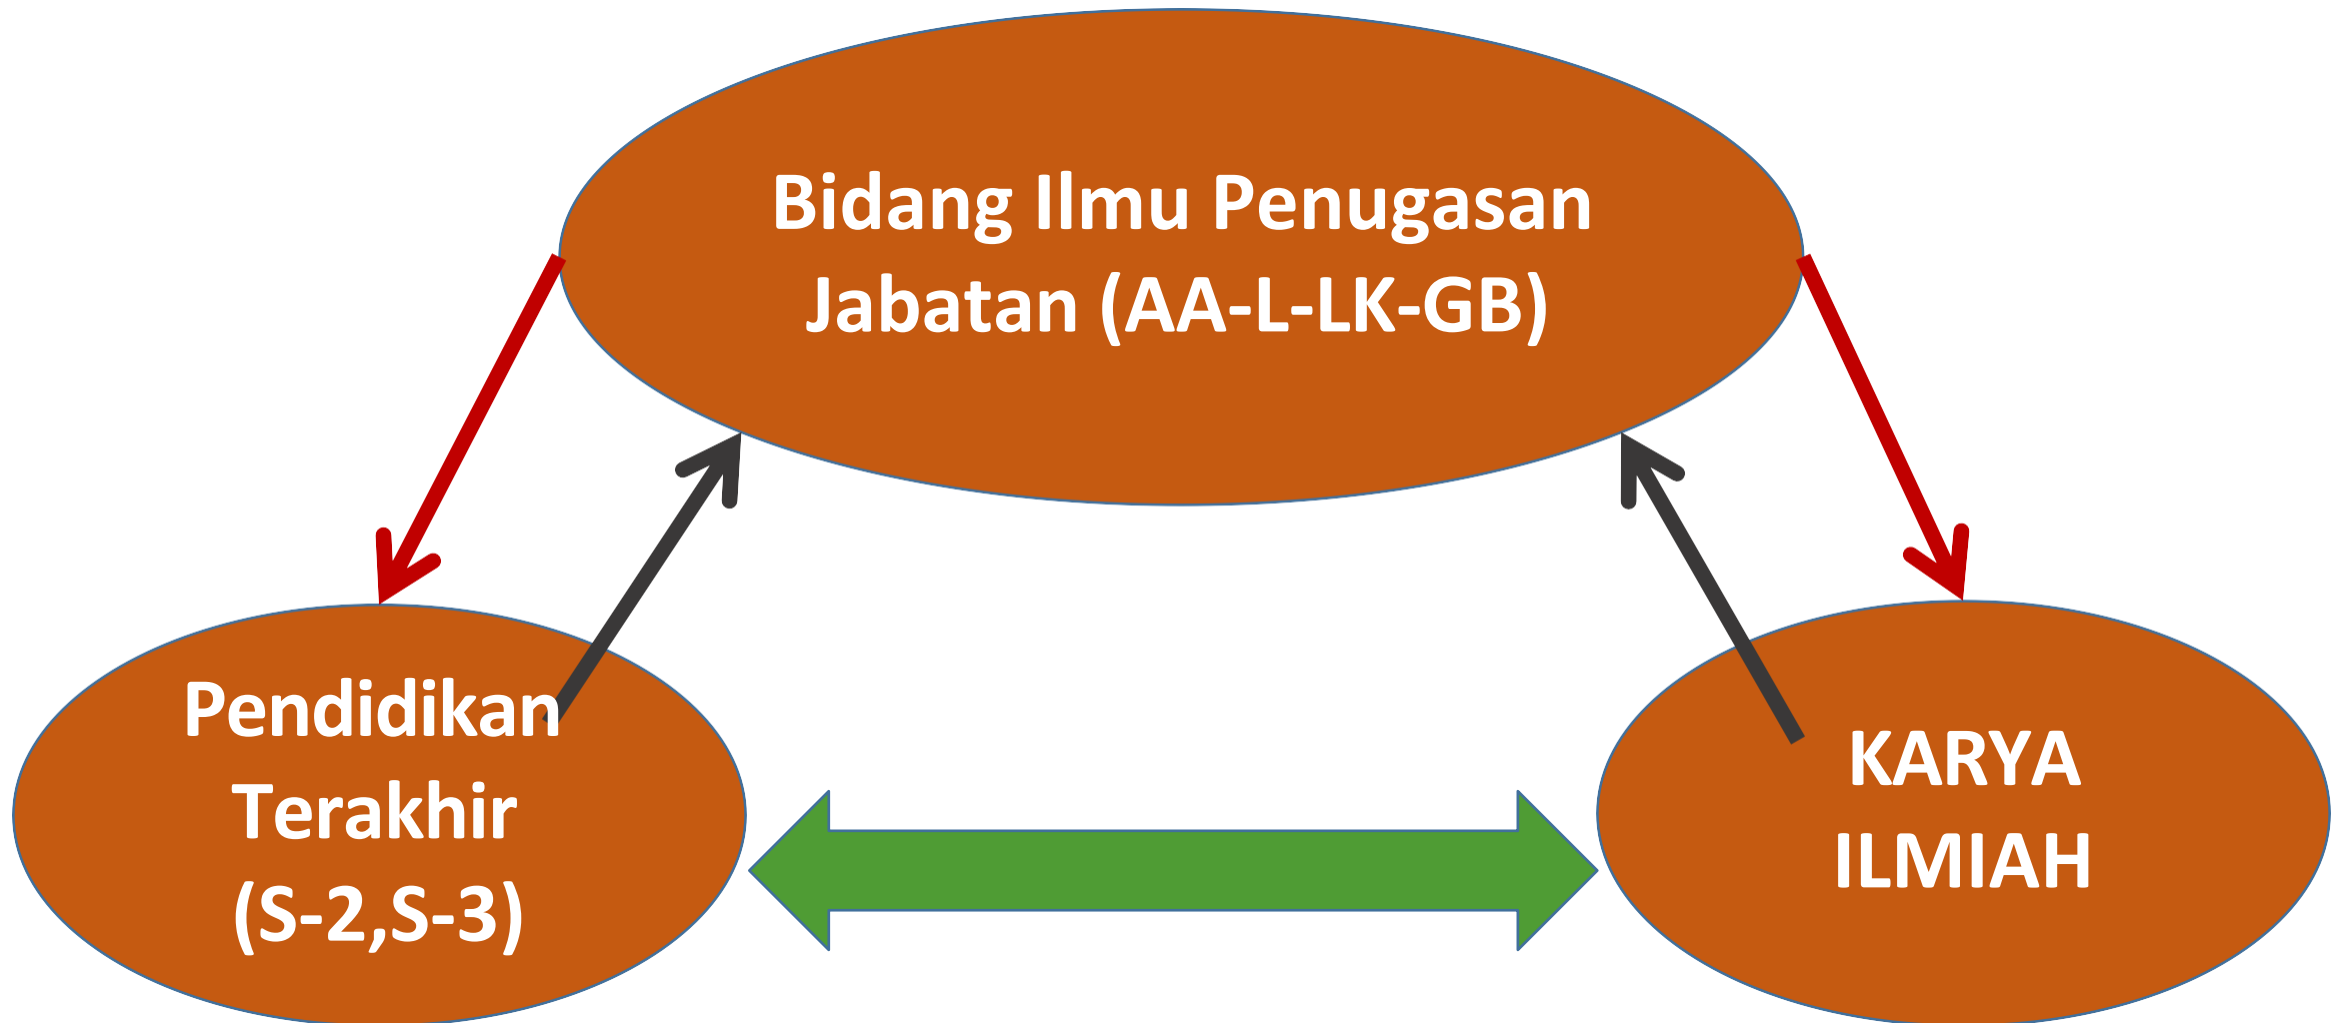 Bidang Ilmu Penugasan
Jabatan (AA-L-LK-GB)
Pendidikan
Terakhir
(S-2,S-3)
KARYA
ILMIAH